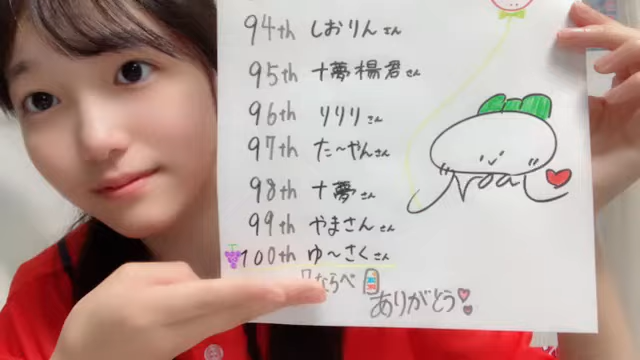 94th しおりんさん
95th 十夢楊君さん
96th りりりさん
97th た〜やんさん
98th 十夢さん
99th やまさんさん
100th ゆ〜さくさん
ならべ
ありがとう